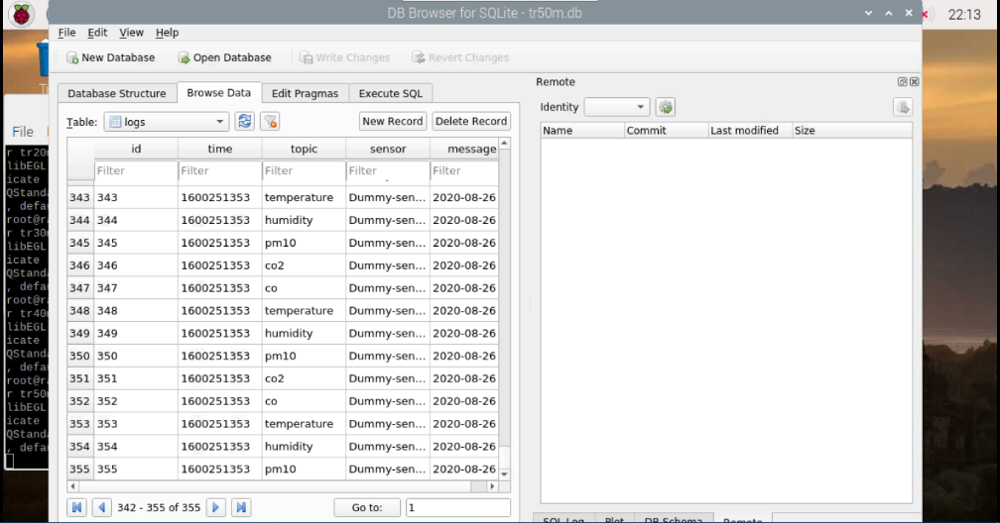 DB Browser for SQLite - tr50m.db
22:13
File Edit View Help
New Database Open Database Write Changes Revert Changes
Remote
Database Structure Browse Data Edit Pragmas Execute SQL
Identity
Table: logs New Record Delete Record
Name Commit Last modified Size
File
id time topic sensor message
Filter Filter Filter Filter Filter
343 343 1600251353 temperature Dummy-sen... 2020-08-26
344 344 1600251353 humidity Dummy-sen... 2020-08-26
345 345 1600251353 pm10 Dummy-sen... 2020-08-26
346 346 1600251353 co2 Dummy-sen... 2020-08-26
347 347 1600251353 co Dummy-sen... 2020-08-26
348 348 1600251353 temperature Dummy-sen... 2020-08-26
349 349 1600251353 humidity Dummy-sen... 2020-08-26
350 350 1600251353 pm10 Dummy-sen... 2020-08-26
351 351 1600251353 co2 Dummy-sen... 2020-08-26
352 352 1600251353 co Dummy-sen... 2020-08-26
353 353 1600251353 temperature Dummy-sen... 2020-08-26
354 354 1600251353 humidity Dummy-sen... 2020-08-26
355 355 1600251353 pm10 Dummy-sen... 2020-08-26
342 - 355 of 355 Go to: 1
SQL Log Plot DB Schema Remote
r tr20
libEGL
icate
QStanda
, defa
root@r
r tr30
libEGL
icate
QStanda
, defa
root@r
r tr40
libEGL
icate
QStanda
, defa
root@r
r tr50
libEGL
icate
QStanda
, defa